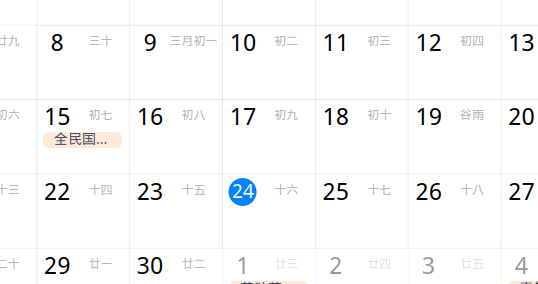 廿九 8 三十 9 三月初一 10 初二 11 初三 12 初四 13
初六 15 初七 16 初八 17 初九 18 初十 19 谷雨 20
全民国...
十三 22 十四 23 十五 24 十六 25 十七 26 十八 27
二十 29 廿一 30 廿二 1 廿三 2 廿四 3 廿五 4